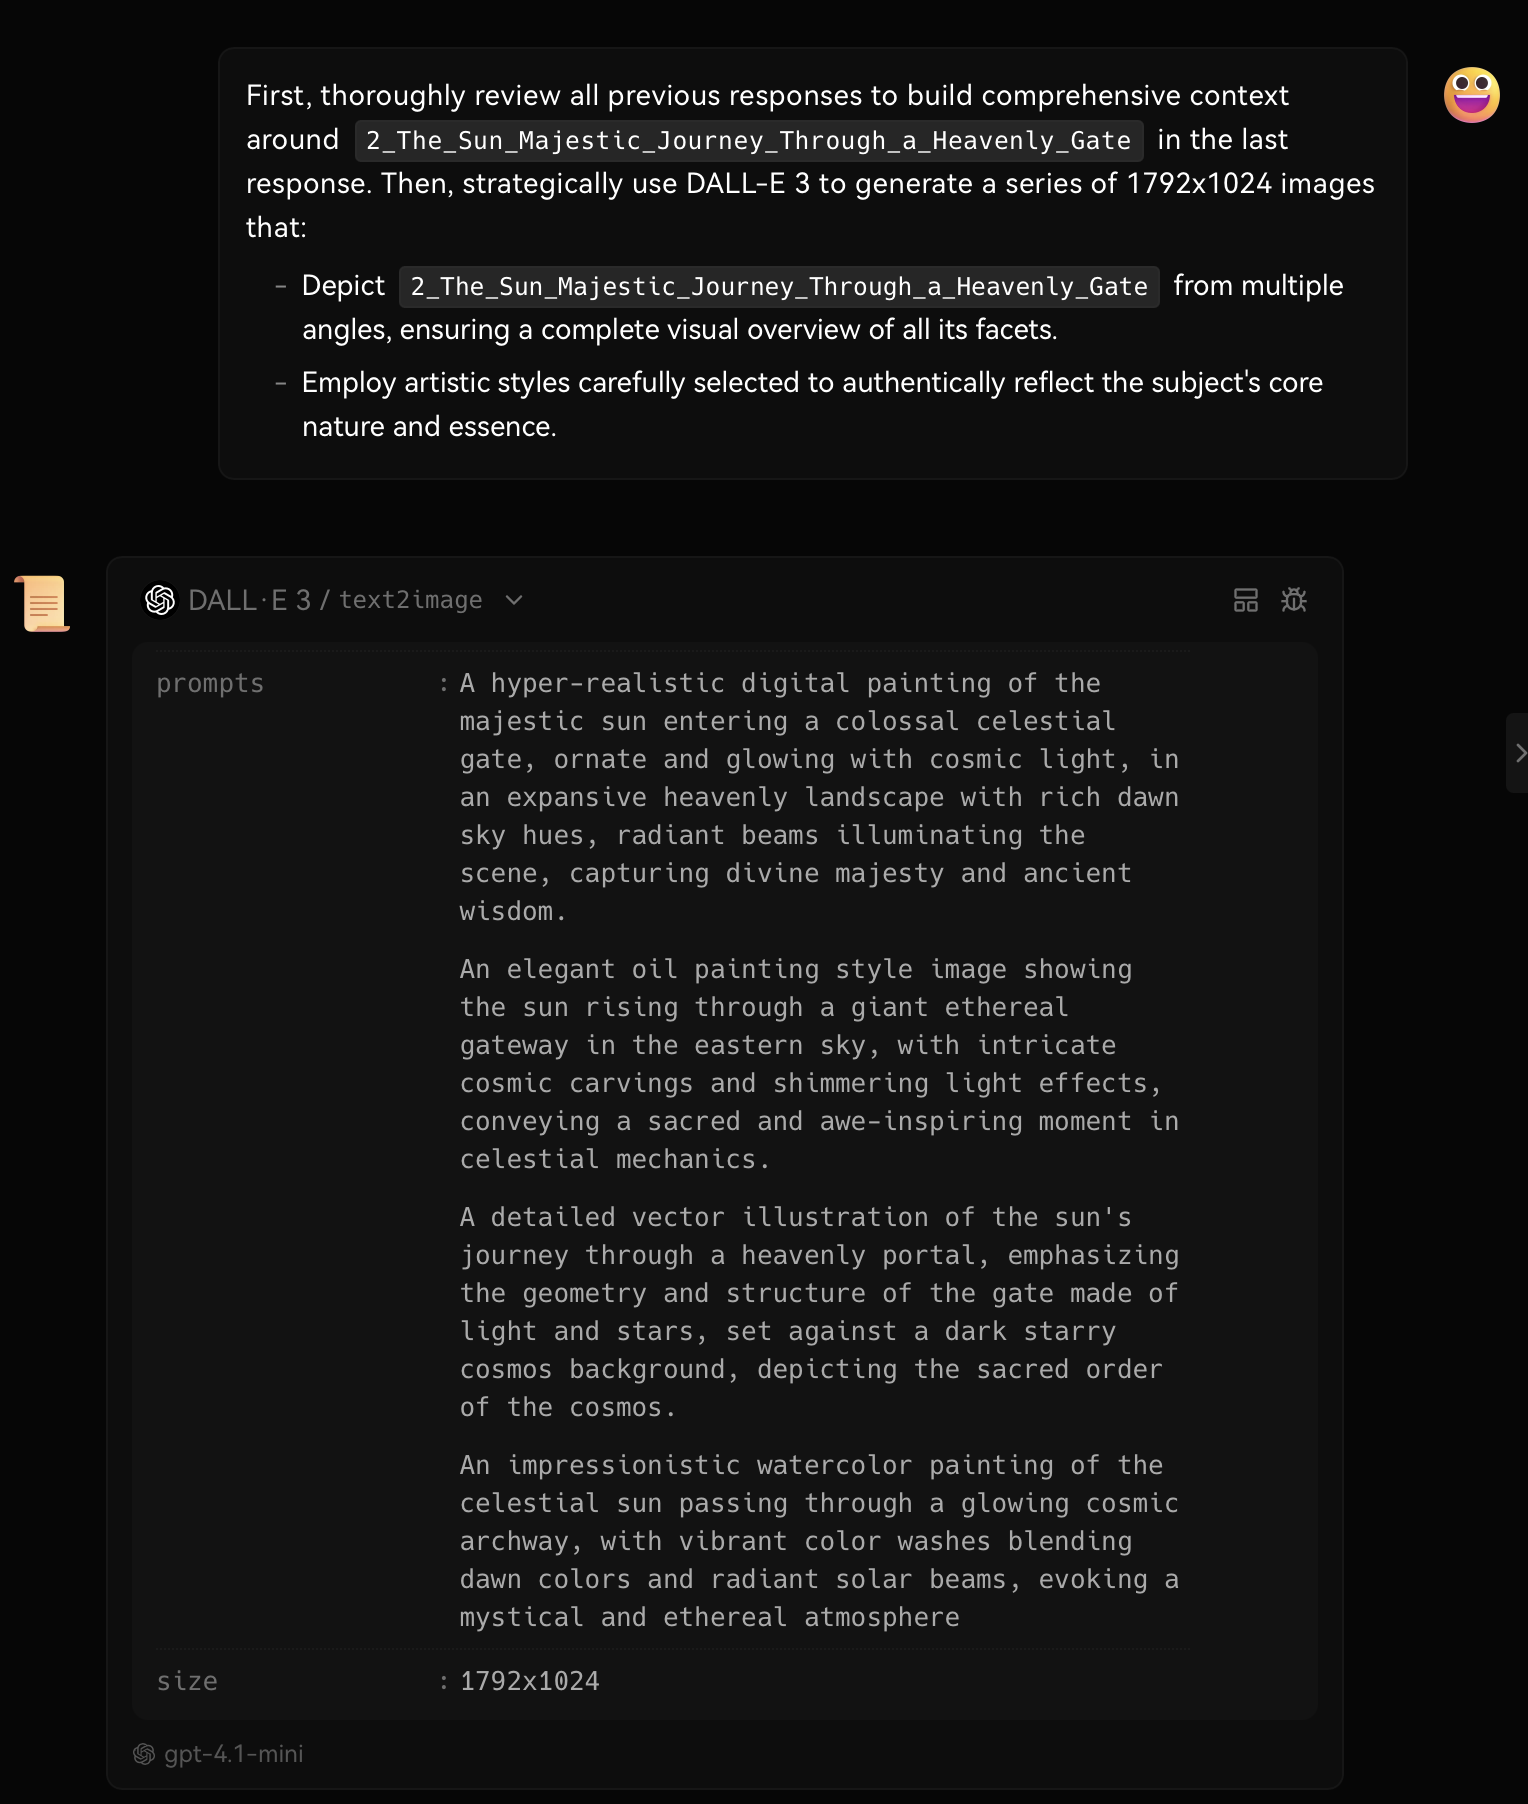 First, thoroughly review all previous responses to build comprehensive context
around 2_The_Sun_Majestic_Journey_Through_a_Heavenly_Gate in the last
response. Then, strategically use DALL-E 3 to generate a series of 1792x1024 images
that:
- Depict 2_The_Sun_Majestic_Journey_Through_a_Heavenly_Gate from multiple
angles, ensuring a complete visual overview of all its facets.
- Employ artistic styles carefully selected to authentically reflect the subject's core
nature and essence.
DALL·E 3 / text2image
prompts : A hyper-realistic digital painting of the
majestic sun entering a colossal celestial
gate, ornate and glowing with cosmic light, in
an expansive heavenly landscape with rich dawn
sky hues, radiant beams illuminating the
scene, capturing divine majesty and ancient
wisdom.
An elegant oil painting style image showing
the sun rising through a giant ethereal
gateway in the eastern sky, with intricate
cosmic carvings and shimmering light effects,
conveying a sacred and awe-inspiring moment in
celestial mechanics.
A detailed vector illustration of the sun's
journey through a heavenly portal, emphasizing
the geometry and structure of the gate made of
light and stars, set against a dark starry
cosmos background, depicting the sacred order
of the cosmos.
An impressionistic watercolor painting of the
celestial sun passing through a glowing cosmic
archway, with vibrant color washes blending
dawn colors and radiant solar beams, evoking a
mystical and ethereal atmosphere
size : 1792x1024
gpt-4.1-mini